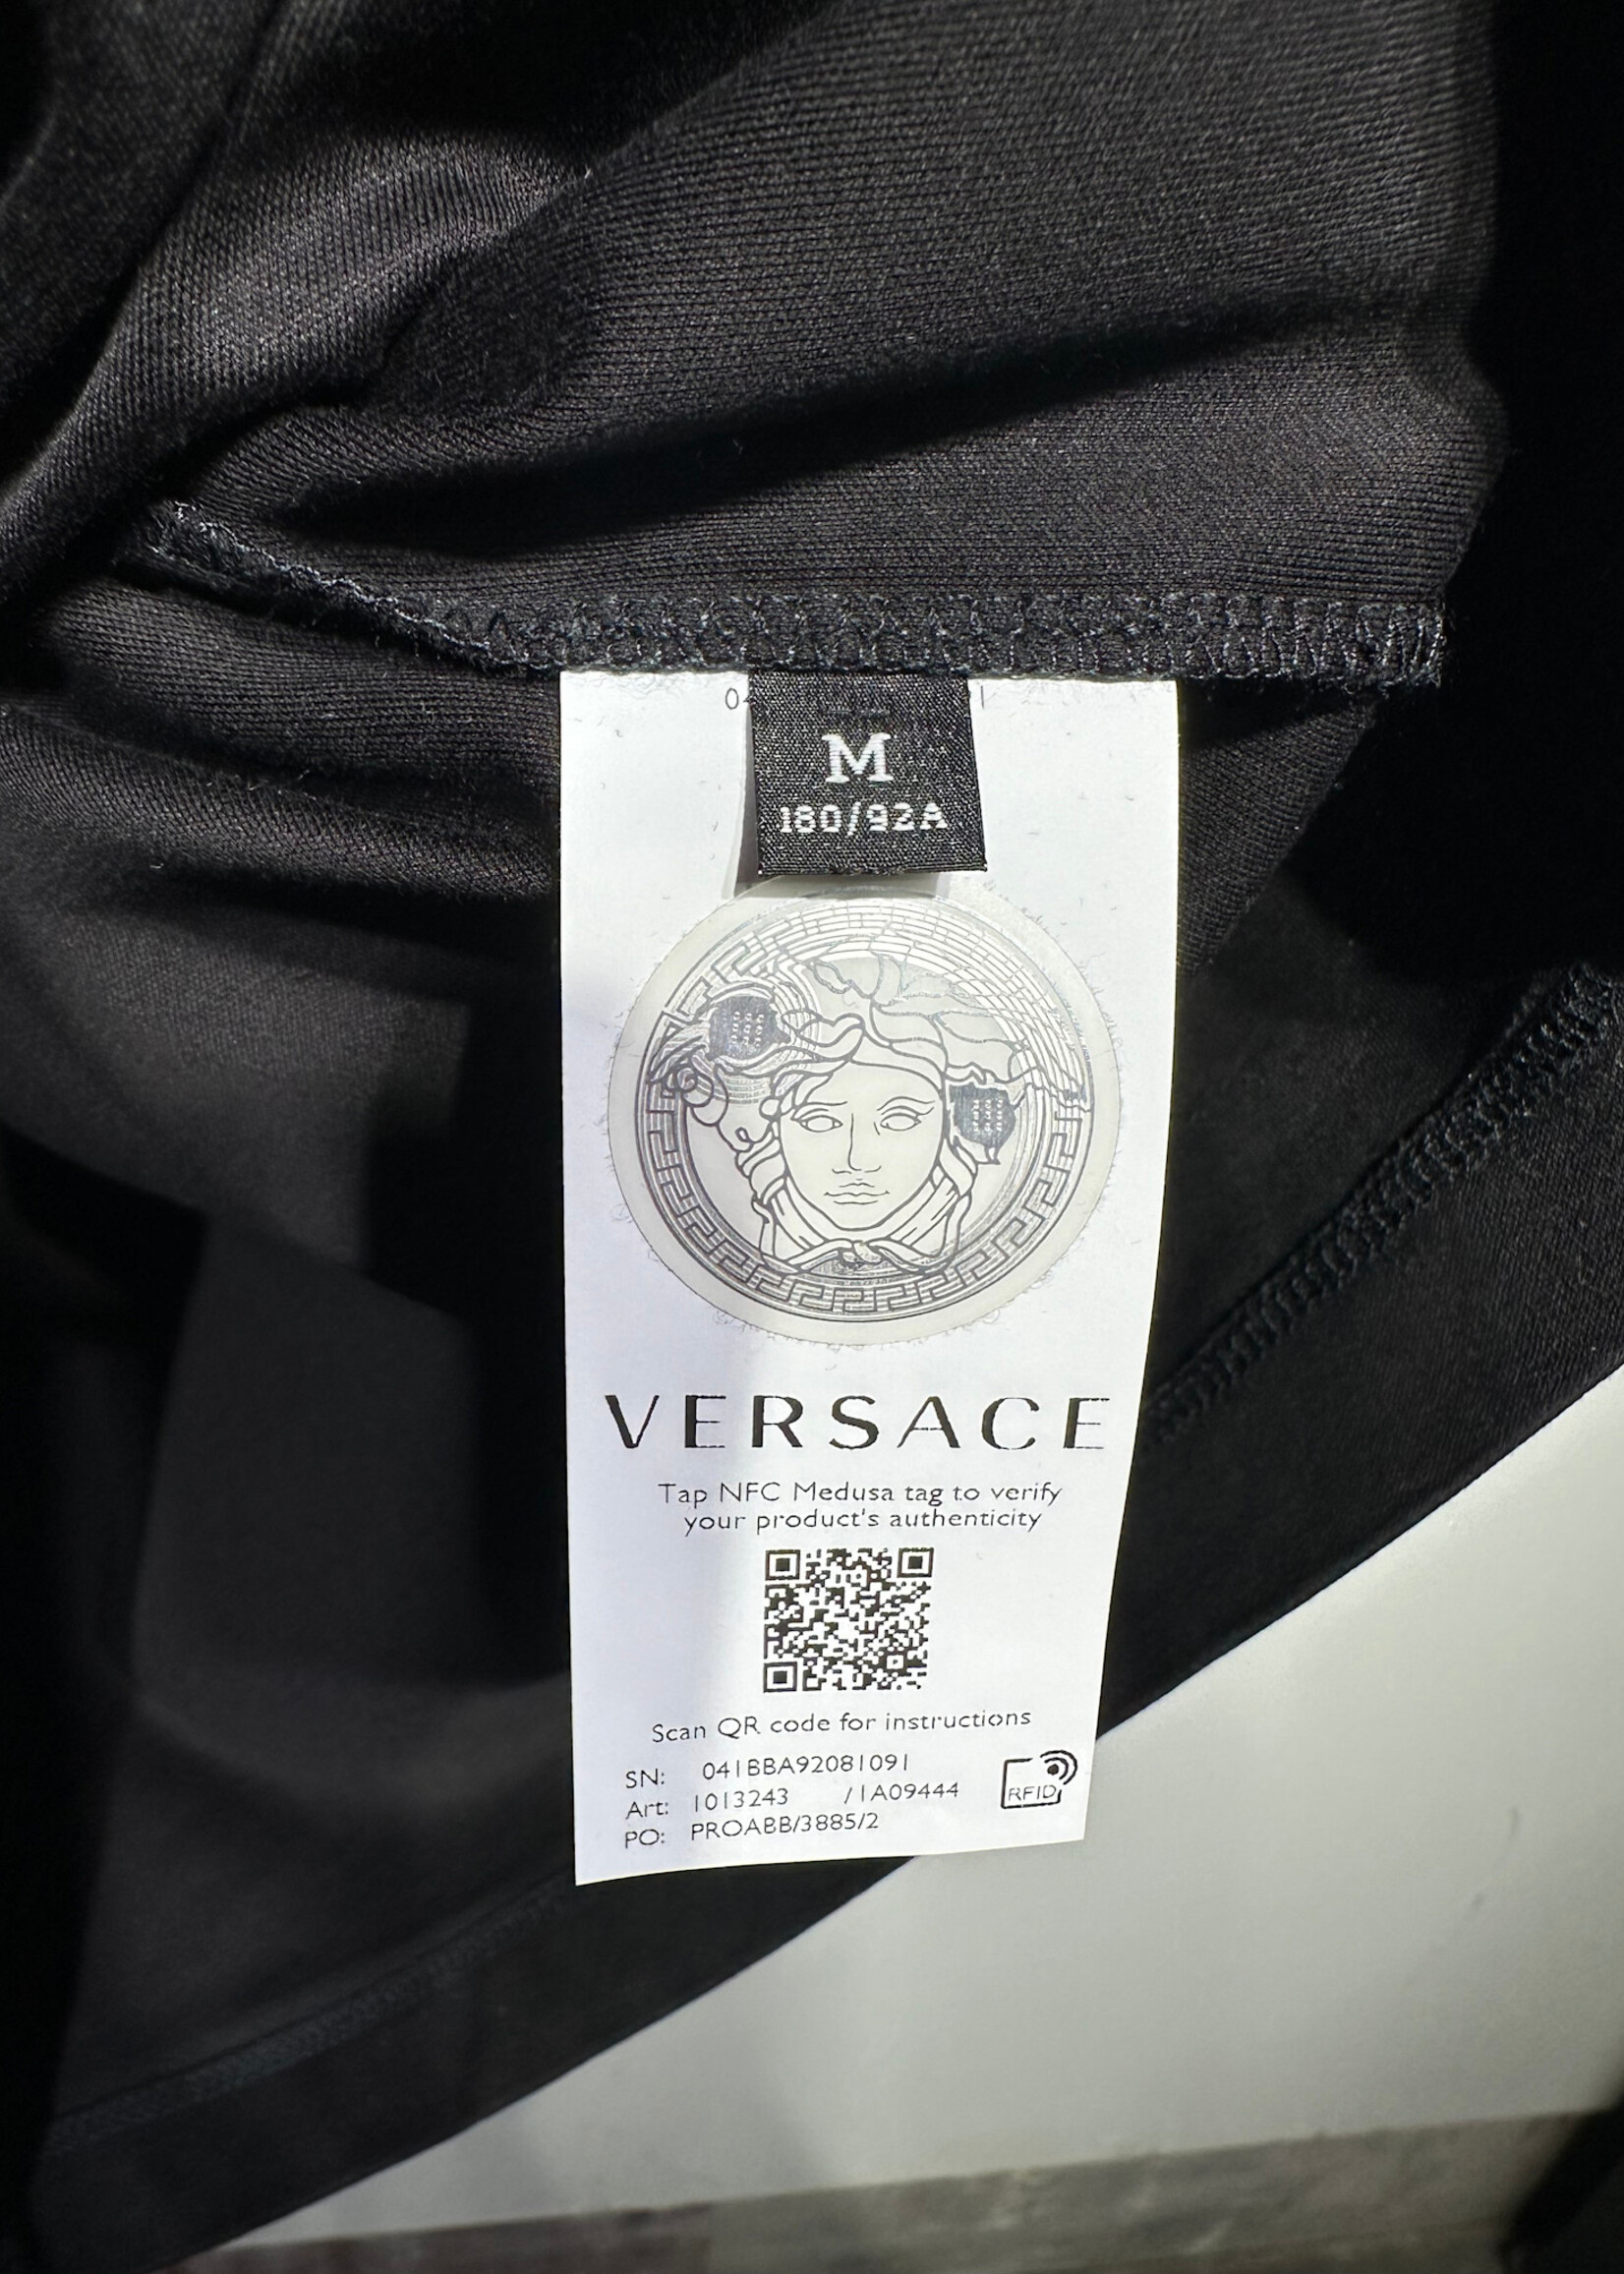 M
180/92A
VERSACE
Tap NFC Medusa tag to verify
your product's authenticity
Scan QR code for instructions
SN: 041BBA92081091
Art: 1013243 /1A09444
PO: PROABB/3885/2
RFID